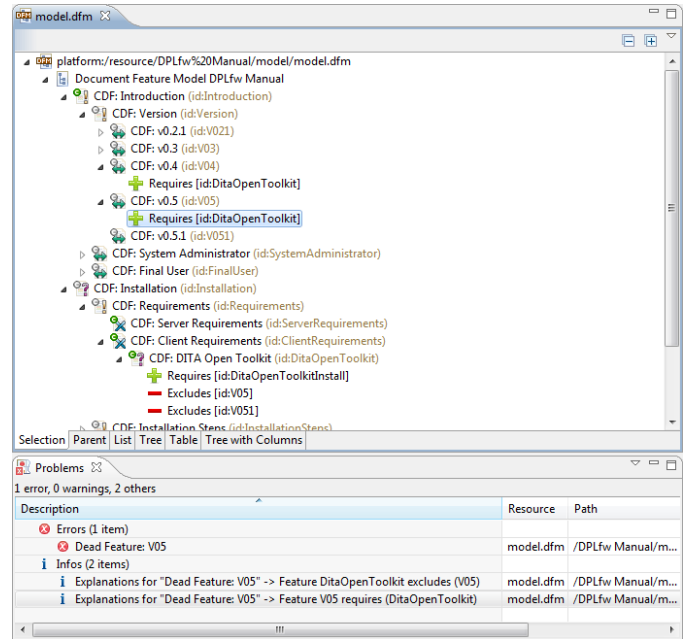 model.dfm
platform:/resource/DPLfw%20Manual/model/model.dfm
Document Feature Model DPLfw Manual
CDF: Introduction (id:Introduction)
CDF: Version (id:Version)
CDF: v0.2.1 (id:V021)
CDF: v0.3 (id:V03)
CDF: v0.4 (id:V04)
Requires [id:DitaOpenToolkit]
CDF: v0.5 (id:V05)
Requires [id:DitaOpenToolkit]
CDF: v0.5.1 (id:V051)
CDF: System Administrator (id:SystemAdministrator)
CDF: Final User (id:FinalUser)
CDF: Installation (id:Installation)
CDF: Requirements (id:Requirements)
CDF: Server Requirements (id:ServerRequirements)
CDF: Client Requirements (id:ClientRequirements)
CDF: DITA Open Toolkit (id:DitaOpenToolkit)
Requires [id:DitaOpenToolkitInstall]
Excludes [id:V05]
Excludes [id:V051]
CDF: Installation Steps (id:InstallationSteps)
Selection Parent List Tree Table Tree with Columns
Problems
1 error, 0 warnings, 2 others
Description Resource Path
Errors (1 item)
Dead Feature: V05 model.dfm /DPLfw Manual/m...
i Infos (2 items)
i Explanations for "Dead Feature: V05" -> Feature DitaOpenToolkit excludes (V05) model.dfm /DPLfw Manual/m...
i Explanations for "Dead Feature: V05" -> Feature V05 requires (DitaOpenToolkit) model.dfm /DPLfw Manual/m...